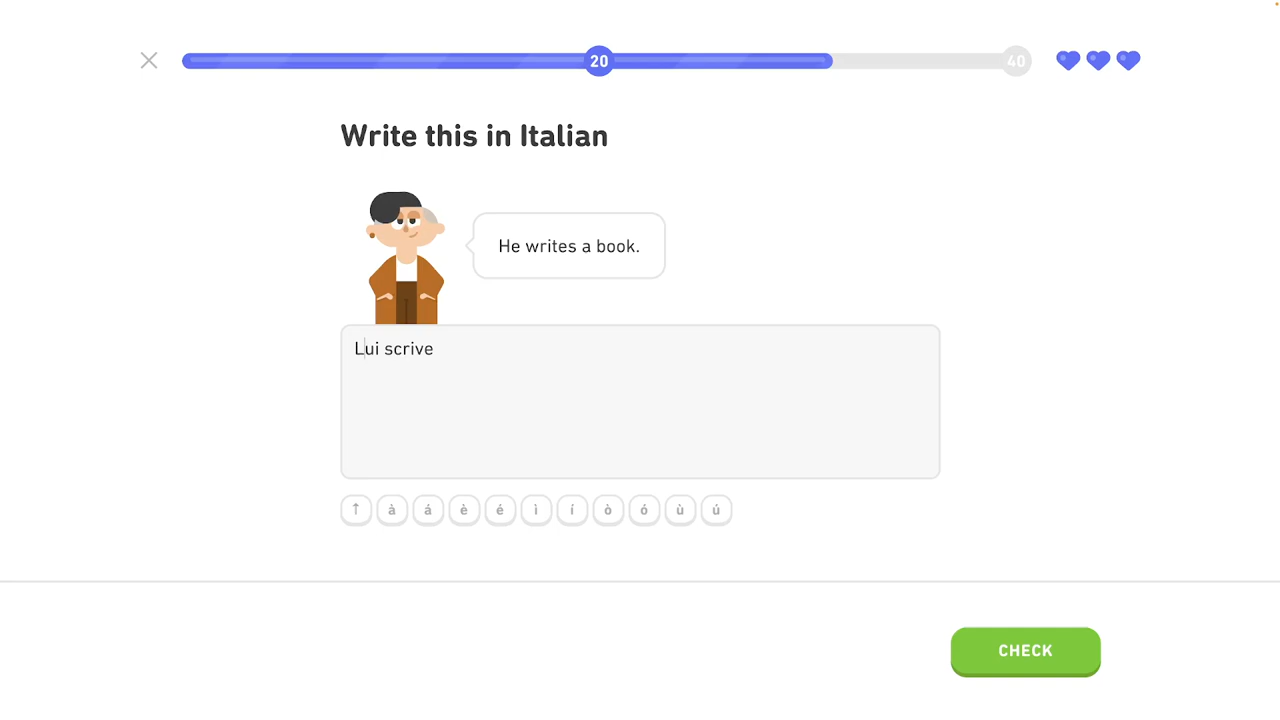 20
40
Write this in Italian
He writes a book.
Lui scrive
↑ à á è é ì í ò ó ù ú
CHECK